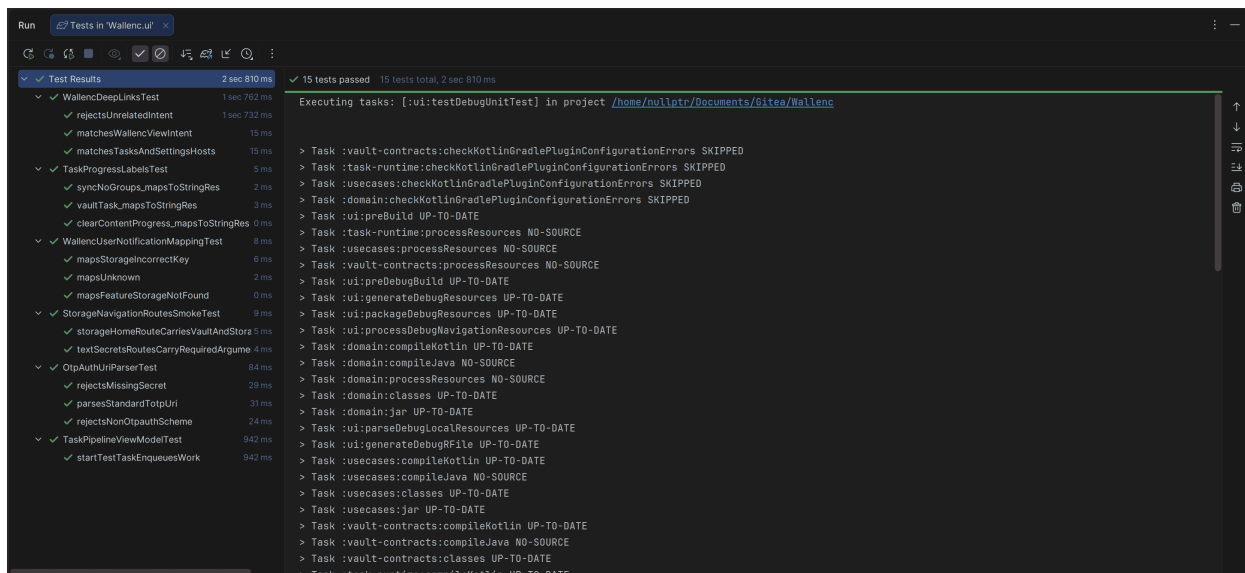 Run
Tests in 'Wallenc.ui'
Test Results 2 sec 810 ms
WallencDeepLinksTest 1 sec 762 ms
rejectsUnrelatedIntent 1 sec 732 ms
matchesWallencViewIntent 15 ms
matchesTasksAndSettingsHosts 15 ms
TaskProgressLabelsTest 5 ms
syncNoGroups_mapsToStringRes 2 ms
vaultTask_mapsToStringRes 3 ms
clearContentProgress_mapsToStringRes 0 ms
WallencUserNotificationMappingTest 8 ms
mapsStorageIncorrectKey 6 ms
mapsUnknown 2 ms
mapsFeatureStorageNotFound 0 ms
StorageNavigationRoutesSmokeTest 9 ms
storageHomeRouteCarriesVaultAndStora 5 ms
textSecretsRoutesCarryRequiredArgume 4 ms
OtpAuthUriParserTest 84 ms
rejectsMissingSecret 29 ms
parsesStandardTotpUri 31 ms
rejectsNonOtpauthScheme 24 ms
TaskPipelineViewModelTest 942 ms
startTestTaskEnqueuesWork 942 ms
15 tests passed 15 tests total, 2 sec 810 ms
Executing tasks: [:ui:testDebugUnitTest] in project /home/nullptr/Documents/Gitea/Wallenc
> Task :vault-contracts:checkKotlinGradlePluginConfigurationErrors SKIPPED
> Task :task-runtime:checkKotlinGradlePluginConfigurationErrors SKIPPED
> Task :usecases:checkKotlinGradlePluginConfigurationErrors SKIPPED
> Task :domain:checkKotlinGradlePluginConfigurationErrors SKIPPED
> Task :ui:preBuild UP-TO-DATE
> Task :task-runtime:processResources NO-SOURCE
> Task :usecases:processResources NO-SOURCE
> Task :vault-contracts:processResources NO-SOURCE
> Task :ui:preDebugBuild UP-TO-DATE
> Task :ui:generateDebugResources UP-TO-DATE
> Task :ui:packageDebugResources UP-TO-DATE
> Task :ui:processDebugNavigationResources UP-TO-DATE
> Task :domain:compileKotlin UP-TO-DATE
> Task :domain:compileJava NO-SOURCE
> Task :domain:processResources NO-SOURCE
> Task :domain:classes UP-TO-DATE
> Task :domain:jar UP-TO-DATE
> Task :ui:parseDebugLocalResources UP-TO-DATE
> Task :ui:generateDebugRFile UP-TO-DATE
> Task :usecases:compileKotlin UP-TO-DATE
> Task :usecases:compileJava NO-SOURCE
> Task :usecases:classes UP-TO-DATE
> Task :usecases:jar UP-TO-DATE
> Task :vault-contracts:compileKotlin UP-TO-DATE
> Task :vault-contracts:compileJava NO-SOURCE
> Task :vault-contracts:classes UP-TO-DATE
> Task :task-runtime:compileKotlin UP-TO-DATE